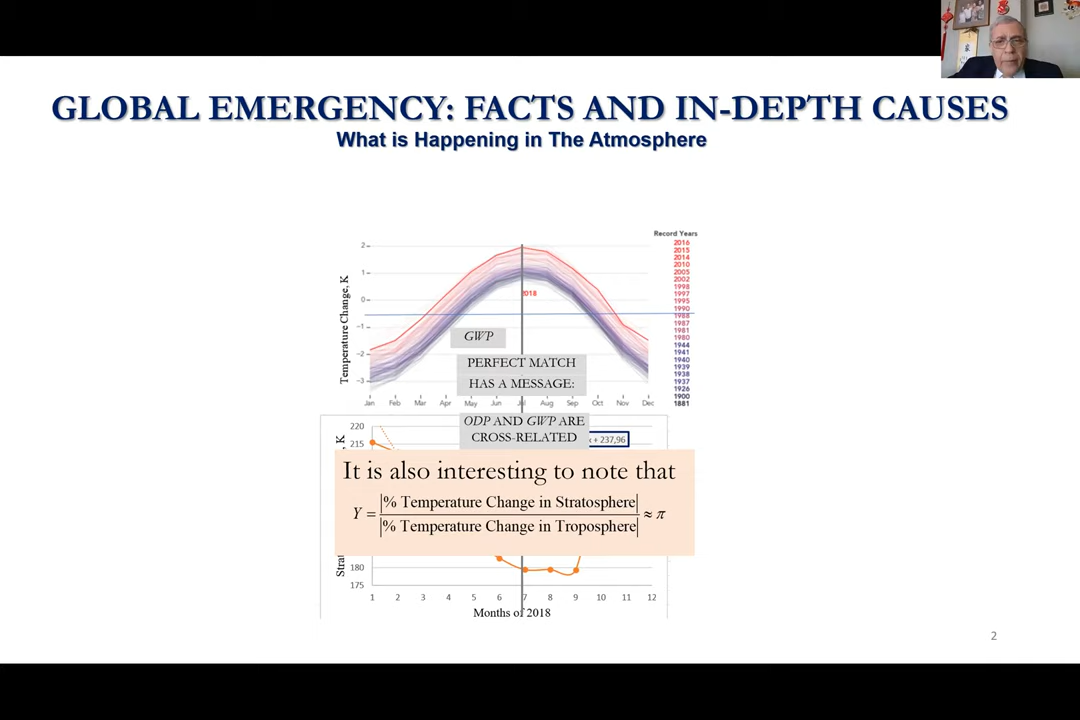 GLOBAL EMERGENCY: FACTS AND IN-DEPTH CAUSES
What is Happening in The Atmosphere
Record Years
2016
2015
2014
2010
2005
2002
1998
1997
1995
1990
1988
1987
1981
1980
1944
1941
1940
1939
1938
1937
1926
1900
1881
Temperature Change, K
2
1
0
-1
-2
-3
2018
GWP
PERFECT MATCH
HAS A MESSAGE:
Jan Feb Mar Apr May Jun Jul Aug Sep Oct Nov Dec
ODP AND GWP ARE
CROSS-RELATED
x + 237,96
220
215
, K
It is also interesting to note that
Y = |% Temperature Change in Stratosphere| / |% Temperature Change in Troposphere| ≈ π
Strat
180
175
1 2 3 4 5 6 7 8 9 10 11 12
Months of 2018
2